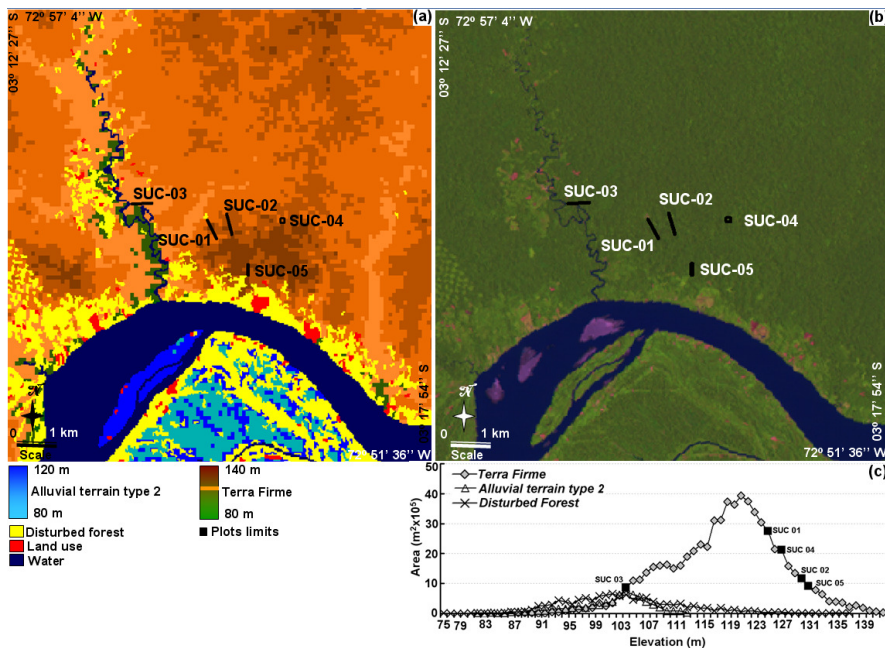 72º 57' 4'' W
(a)
03º 12' 27'' S
SUC-03
SUC-02
SUC-04
SUC-01
SUC-05
N
0 1 km
Scale
03º 17' 54'' S
72º 51' 36'' W
72º 57' 4'' W
(b)
03º 12' 27'' S
SUC-03
SUC-02
SUC-04
SUC-01
SUC-05
N
0 1 km
Scale
03º 17' 54'' S
72º 51' 36'' W
120 m
Alluvial terrain type 2
80 m
140 m
Terra Firme
80 m
Disturbed forest
Plots limits
Land use
Water
(c)
Terra Firme
Alluvial terrain type 2
Disturbed Forest
Area (m²x10⁵)
50
40
30
20
10
0
SUC 03
SUC 01
SUC 04
SUC 02
SUC 05
75 79 83 87 91 95 99 103 107 111 115 119 123 127 131 135 139
Elevation (m)